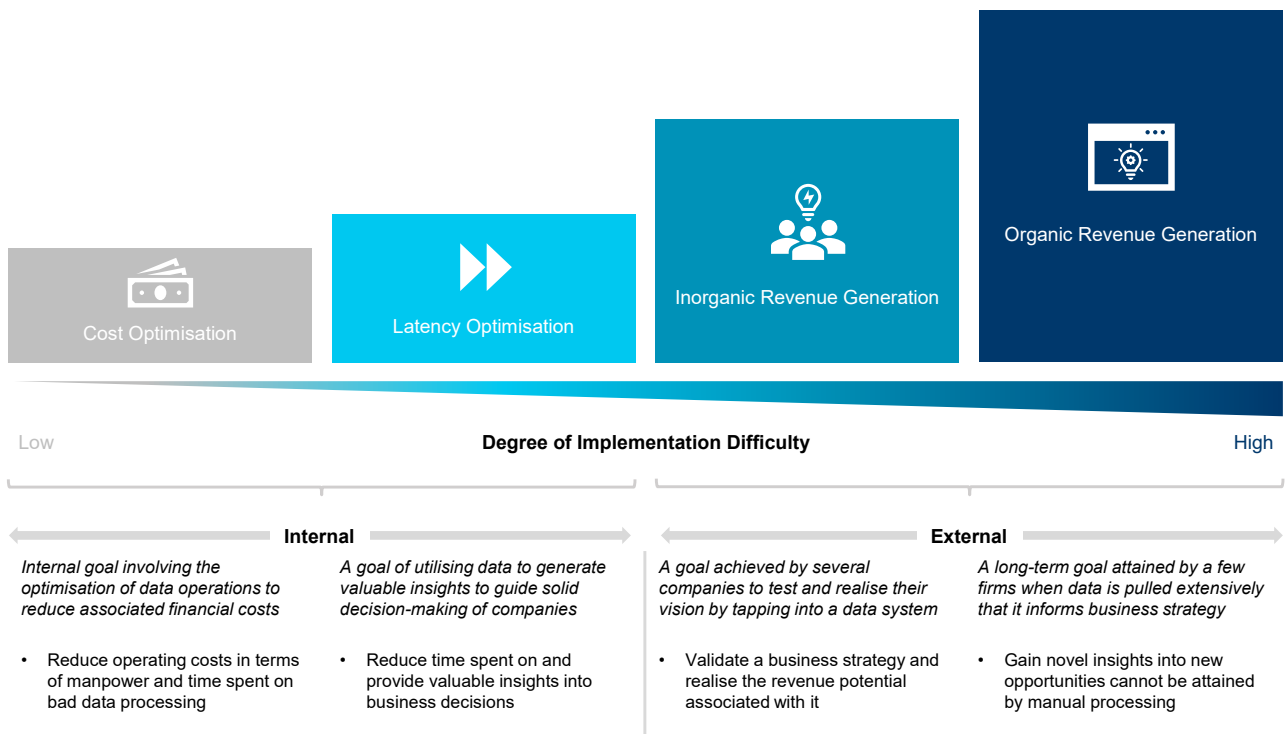 Cost Optimisation
Latency Optimisation
Inorganic Revenue Generation
Organic Revenue Generation
Low
Degree of Implementation Difficulty
High
Internal
External
Internal goal involving the
optimisation of data operations to
reduce associated financial costs
• Reduce operating costs in terms
of manpower and time spent on
bad data processing
A goal of utilising data to generate
valuable insights to guide solid
decision-making of companies
• Reduce time spent on and
provide valuable insights into
business decisions
A goal achieved by several
companies to test and realise their
vision by tapping into a data system
• Validate a business strategy and
realise the revenue potential
associated with it
A long-term goal attained by a few
firms when data is pulled extensively
that it informs business strategy
• Gain novel insights into new
opportunities cannot be attained
by manual processing